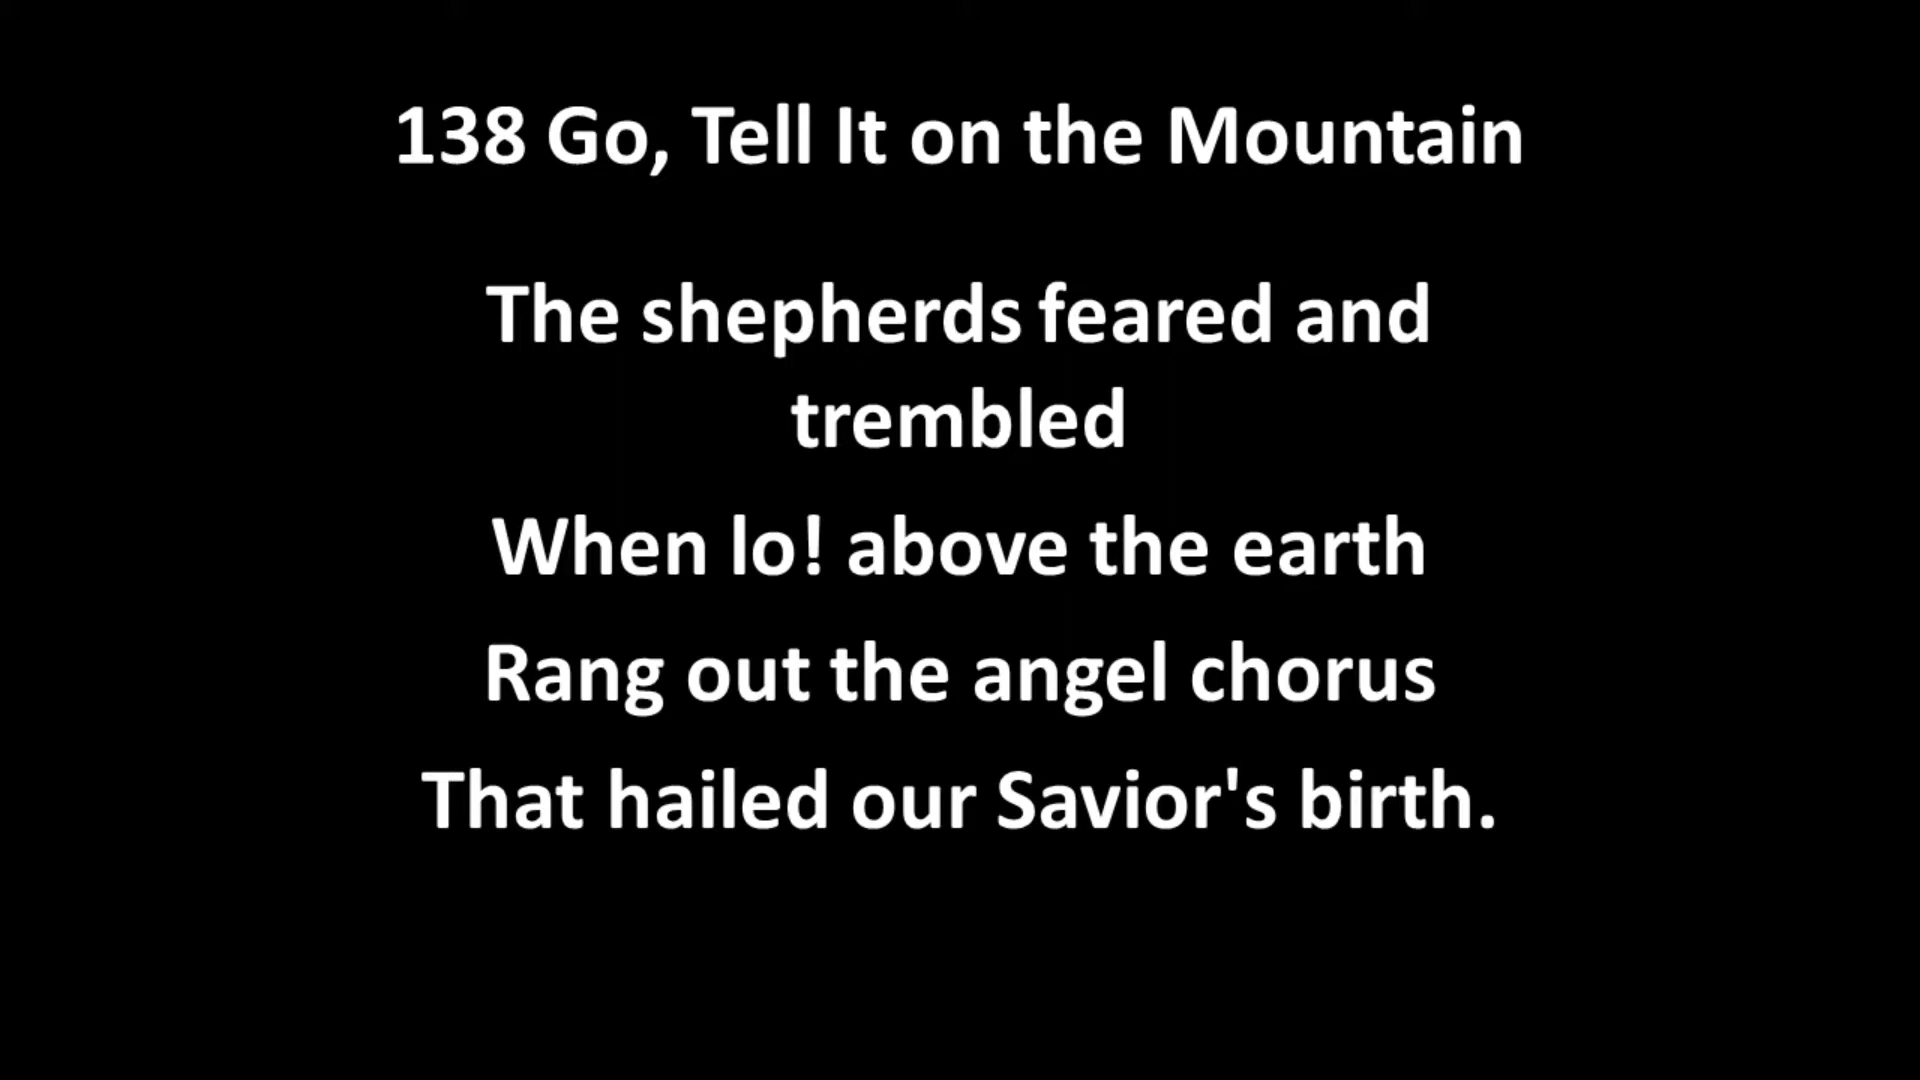 138 Go, Tell It on the Mountain
The shepherds feared and
trembled
When lo! above the earth
Rang out the angel chorus
That hailed our Savior's birth.